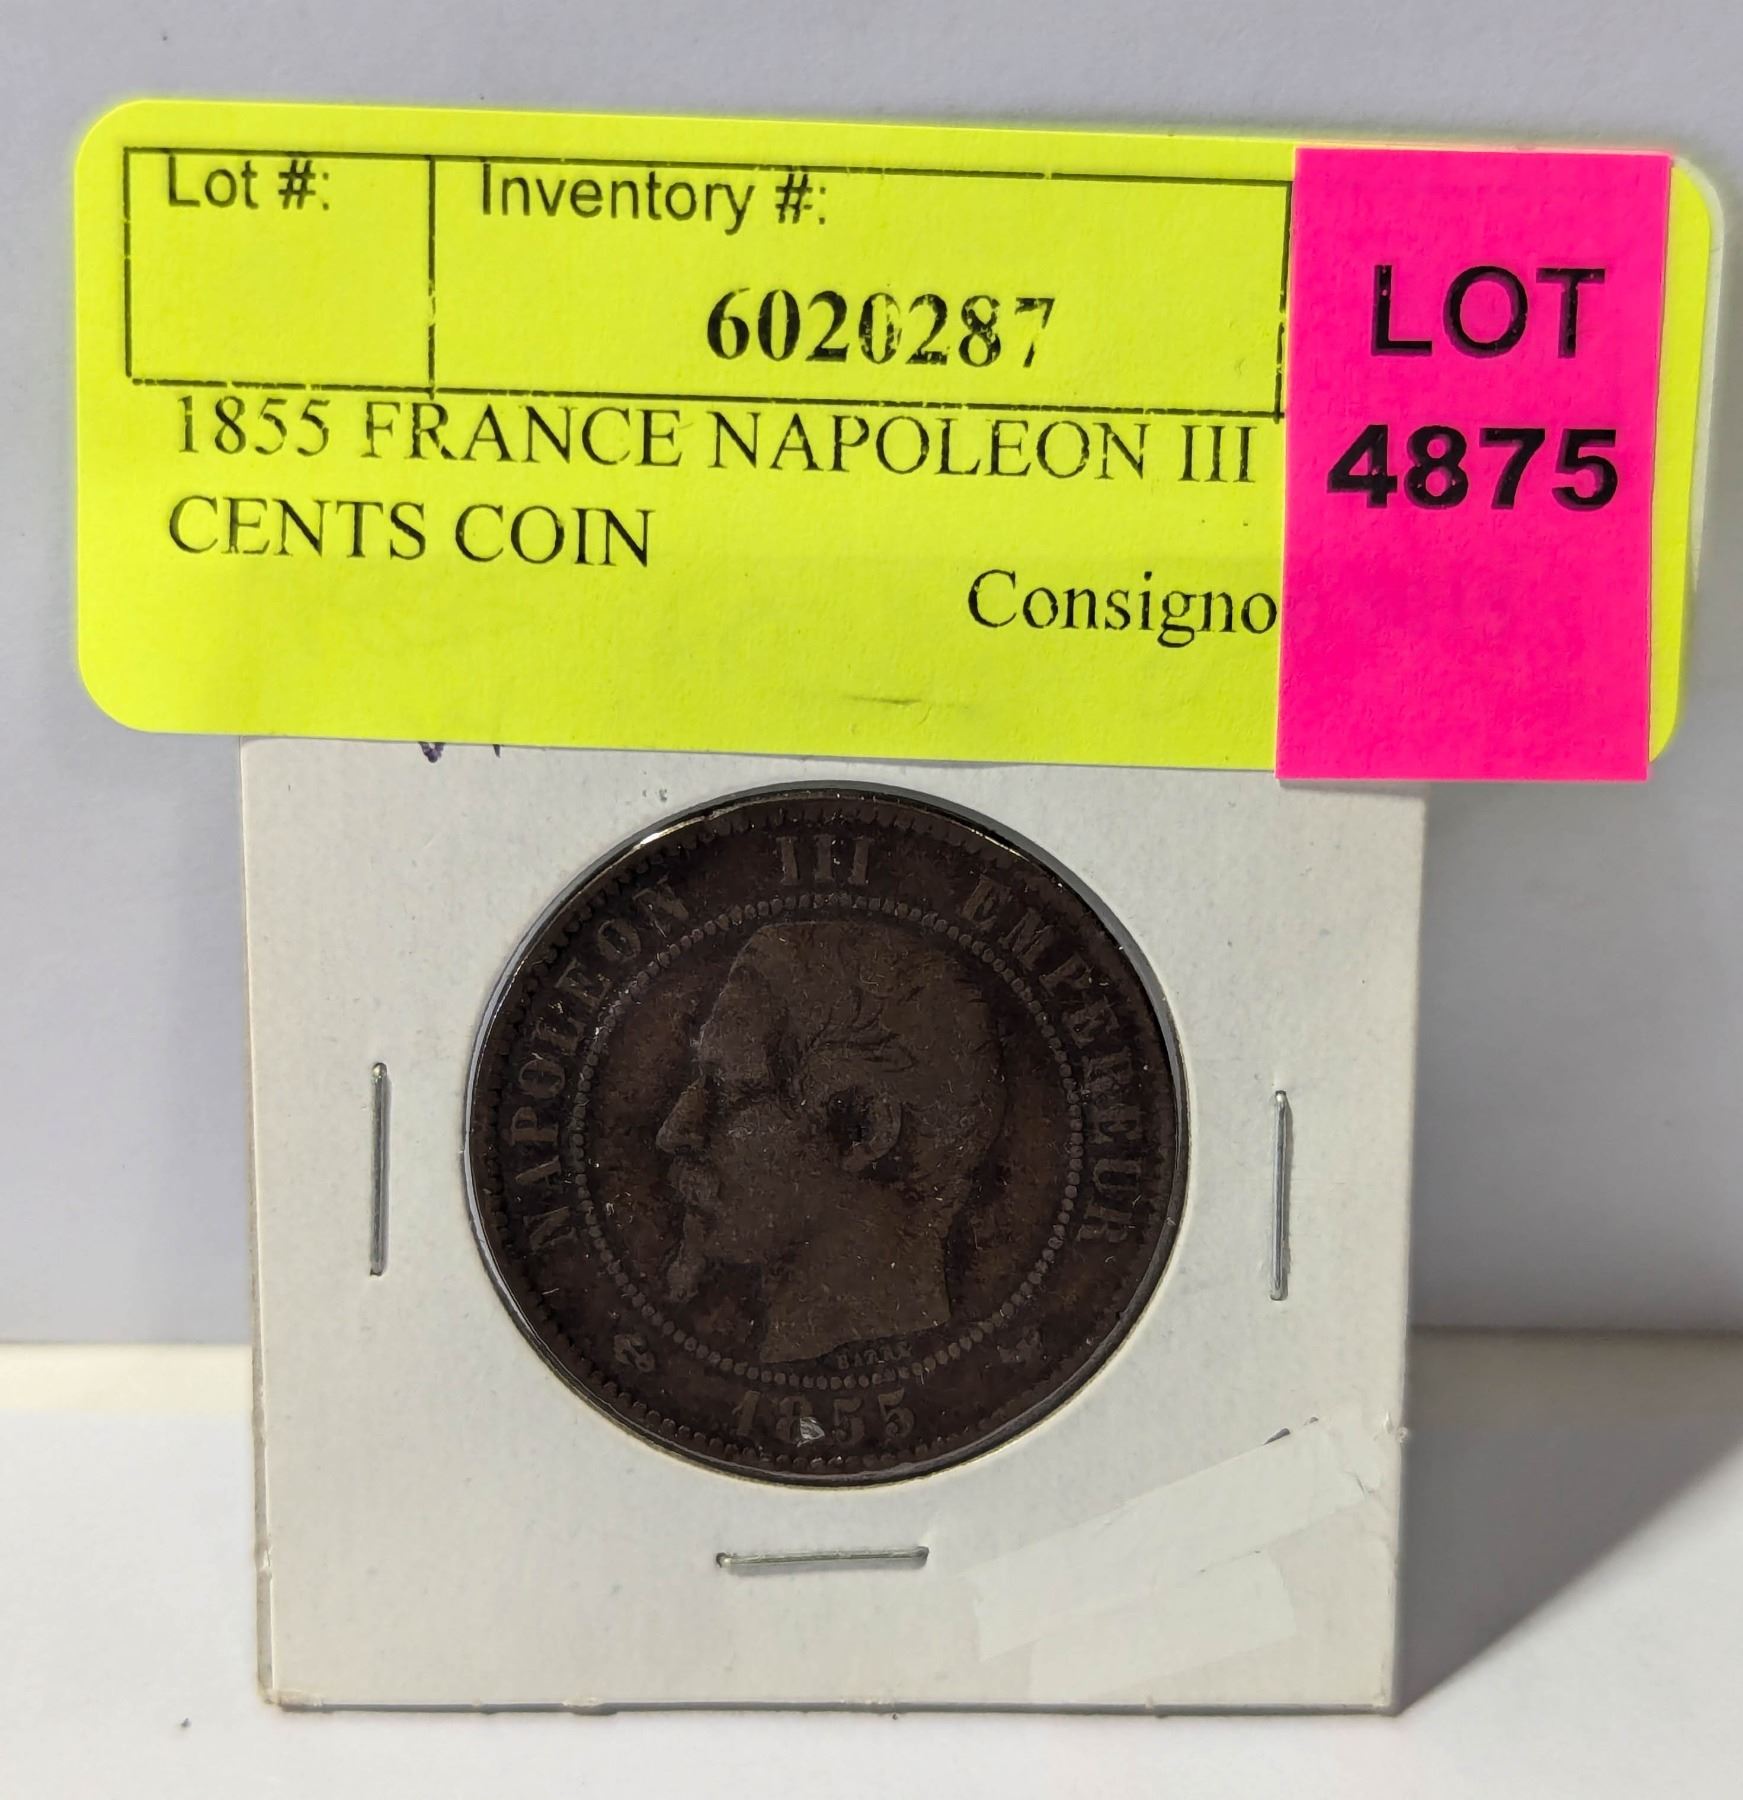 Lot #:
Inventory #:
6020287
LOT
4875
1855 FRANCE NAPOLEON III
CENTS COIN
Consigno
NAPOLEON III EMPEREUR
BARRE
1855